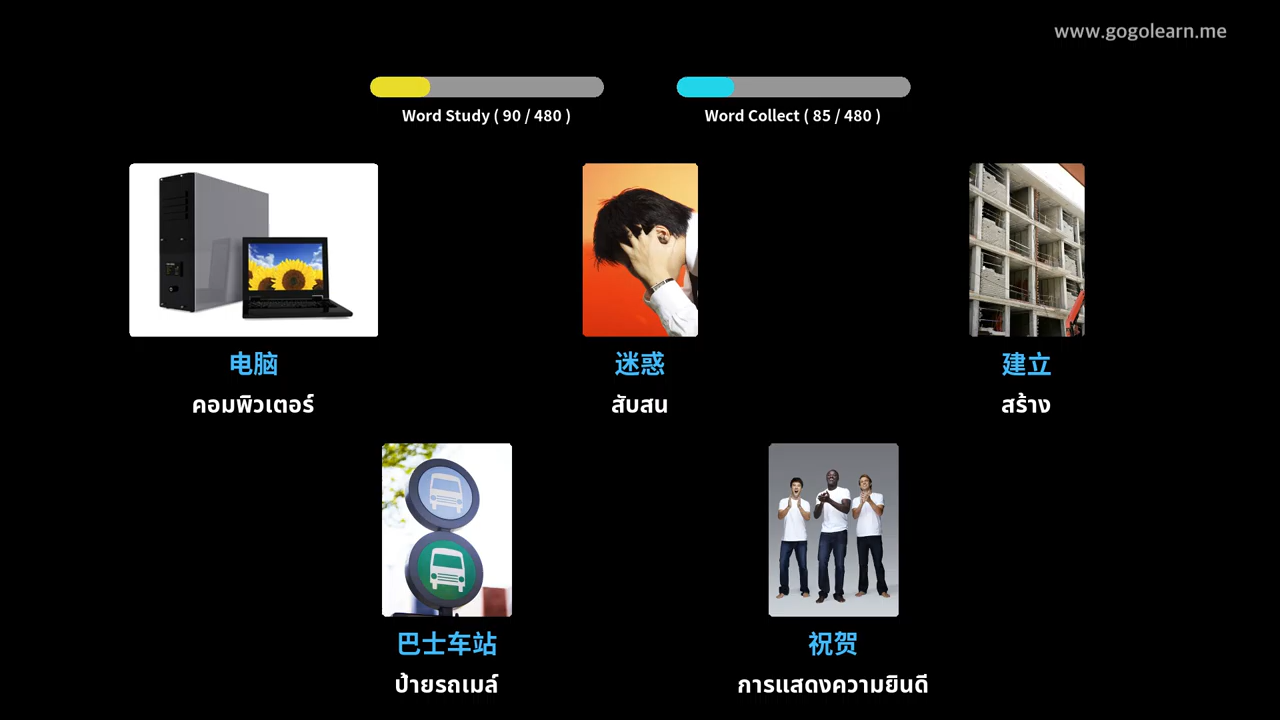 www.gogolearn.me
Word Study ( 90 / 480 )
Word Collect ( 85 / 480 )
电脑
คอมพิวเตอร์
迷惑
สับสน
建立
สร้าง
巴士车站
ป้ายรถเมล์
祝贺
การแสดงความยินดี